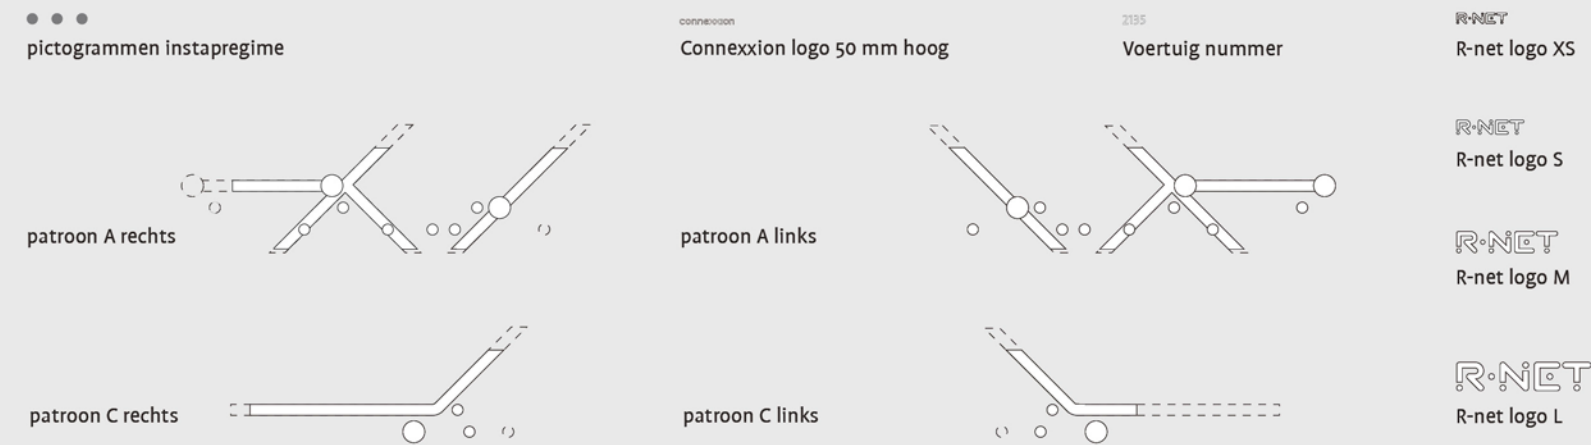 connexxion
2135
R·NET
pictogrammen instapregime
Connexxion logo 50 mm hoog
Voertuig nummer
R-net logo XS
R·NET
R-net logo S
patroon A rechts
patroon A links
R·NET
R-net logo M
R·NET
patroon C rechts
patroon C links
R-net logo L